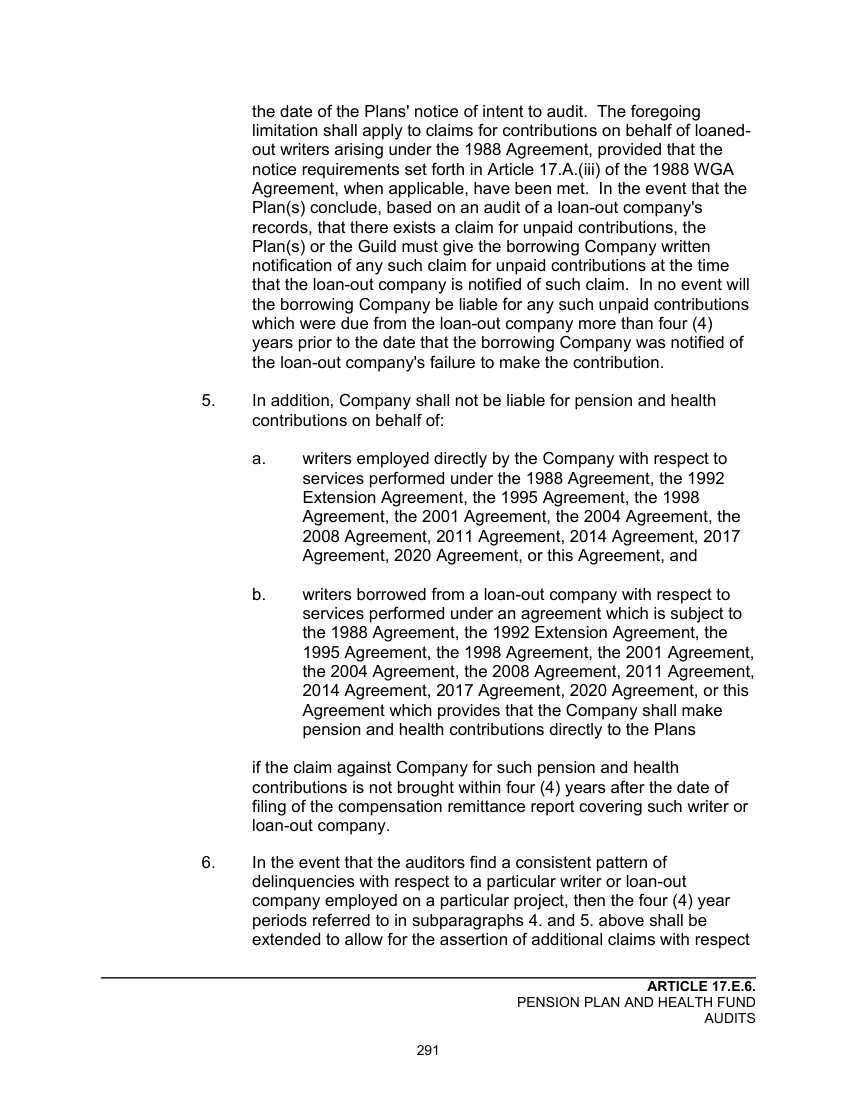 the date of the Plans' notice of intent to audit.  The foregoing
limitation shall apply to claims for contributions on behalf of loaned-
out writers arising under the 1988 Agreement, provided that the
notice requirements set forth in Article 17.A.(iii) of the 1988 WGA
Agreement, when applicable, have been met.  In the event that the
Plan(s) conclude, based on an audit of a loan-out company's
records, that there exists a claim for unpaid contributions, the
Plan(s) or the Guild must give the borrowing Company written
notification of any such claim for unpaid contributions at the time
that the loan-out company is notified of such claim.  In no event will
the borrowing Company be liable for any such unpaid contributions
which were due from the loan-out company more than four (4)
years prior to the date that the borrowing Company was notified of
the loan-out company's failure to make the contribution.
5. In addition, Company shall not be liable for pension and health
contributions on behalf of:
a. writers employed directly by the Company with respect to
services performed under the 1988 Agreement, the 1992
Extension Agreement, the 1995 Agreement, the 1998
Agreement, the 2001 Agreement, the 2004 Agreement, the
2008 Agreement, 2011 Agreement, 2014 Agreement, 2017
Agreement, 2020 Agreement, or this Agreement, and
b. writers borrowed from a loan-out company with respect to
services performed under an agreement which is subject to
the 1988 Agreement, the 1992 Extension Agreement, the
1995 Agreement, the 1998 Agreement, the 2001 Agreement,
the 2004 Agreement, the 2008 Agreement, 2011 Agreement,
2014 Agreement, 2017 Agreement, 2020 Agreement, or this
Agreement which provides that the Company shall make
pension and health contributions directly to the Plans
if the claim against Company for such pension and health
contributions is not brought within four (4) years after the date of
filing of the compensation remittance report covering such writer or
loan-out company.
6. In the event that the auditors find a consistent pattern of
delinquencies with respect to a particular writer or loan-out
company employed on a particular project, then the four (4) year
periods referred to in subparagraphs 4. and 5. above shall be
extended to allow for the assertion of additional claims with respect
ARTICLE 17.E.6.
PENSION PLAN AND HEALTH FUND
AUDITS
291